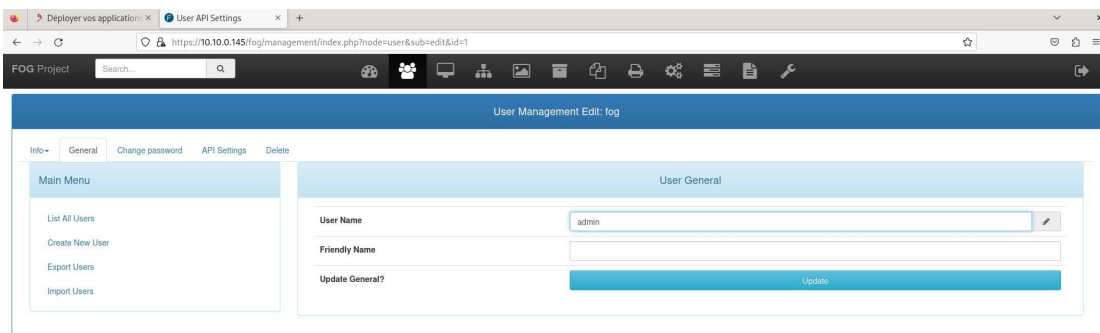 Déployer vos applications
User API Settings
https://10.10.0.145/fog/management/index.php?node=user&sub=edit&id=1
FOG Project
Search...
User Management Edit: fog
Info
General
Change password
API Settings
Delete
Main Menu
User General
List All Users
Create New User
Export Users
Import Users
User Name
admin
Friendly Name
Update General?
Update